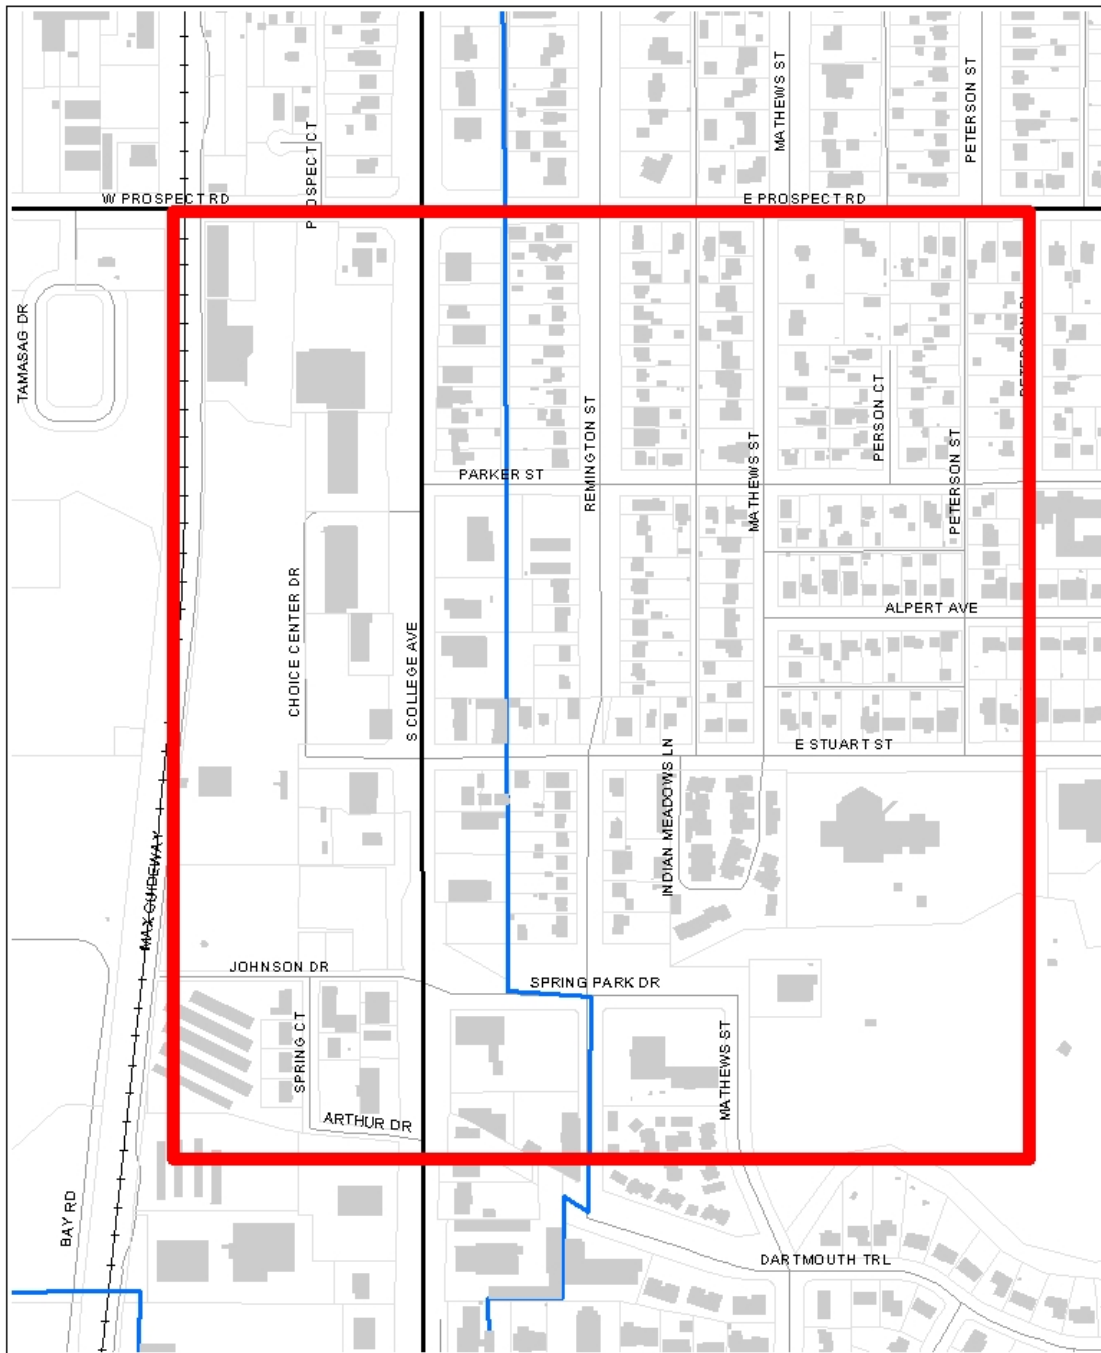 MATHEWS ST
PETERSON ST
PROSPECT CT
W PROSPECT RD
E PROSPECT RD
TAMASAG DR
PETERSON PL
PERSON CT
REMINGTON ST
MATHEWS ST
PETERSON ST
PARKER ST
CHOICE CENTER DR
S COLLEGE AVE
ALPERT AVE
E STUART ST
INDIAN MEADOWS LN
MAX GUIDEWAY
JOHNSON DR
SPRING PARK DR
SPRING CT
MATHEWS ST
ARTHUR DR
BAY RD
DARTMOUTH TRL